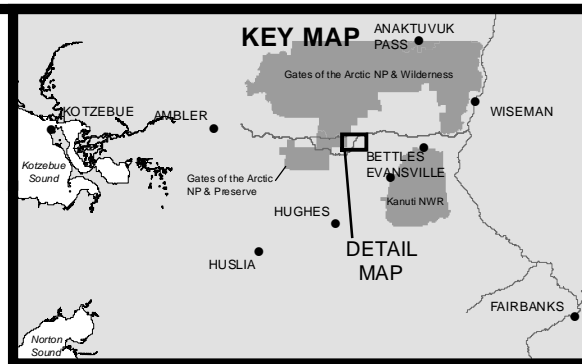 KEY MAP
ANAKTUVUK
PASS
Gates of the Arctic NP & Wilderness
KOTZEBUE
AMBLER
WISEMAN
Kotzebue
Sound
BETTLES
EVANSVILLE
Gates of the Arctic
NP & Preserve
Kanuti NWR
HUGHES
DETAIL
MAP
HUSLIA
FAIRBANKS
Norton
Sound